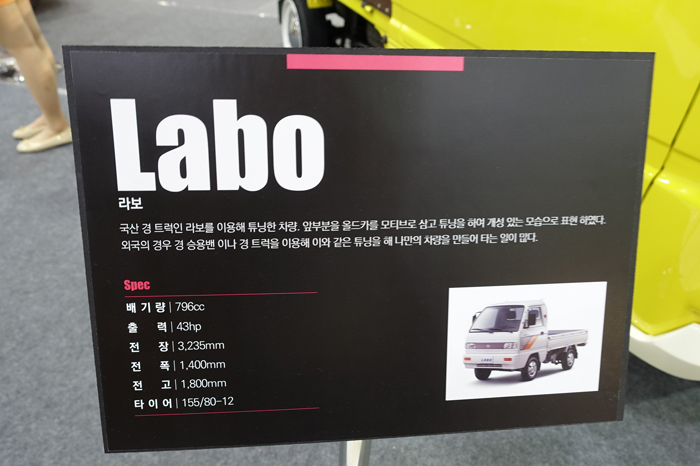 Labo
라보
국산 경 트럭인 라보를 이용해 튜닝한 차량. 앞부분을 올드카를 모티브로 삼고 튜닝을 하여 개성 있는 모습으로 표현 하였다.
외국의 경우 경 승용밴 이나 경 트럭을 이용해 이와 같은 튜닝을 해 나만의 차량을 만들어 타는 일이 많다.
Spec
배 기 량 | 796cc
출 력 | 43hp
전 장 | 3,235mm
전 폭 | 1,400mm
전 고 | 1,800mm
타 이 어 | 155/80-12
LABO